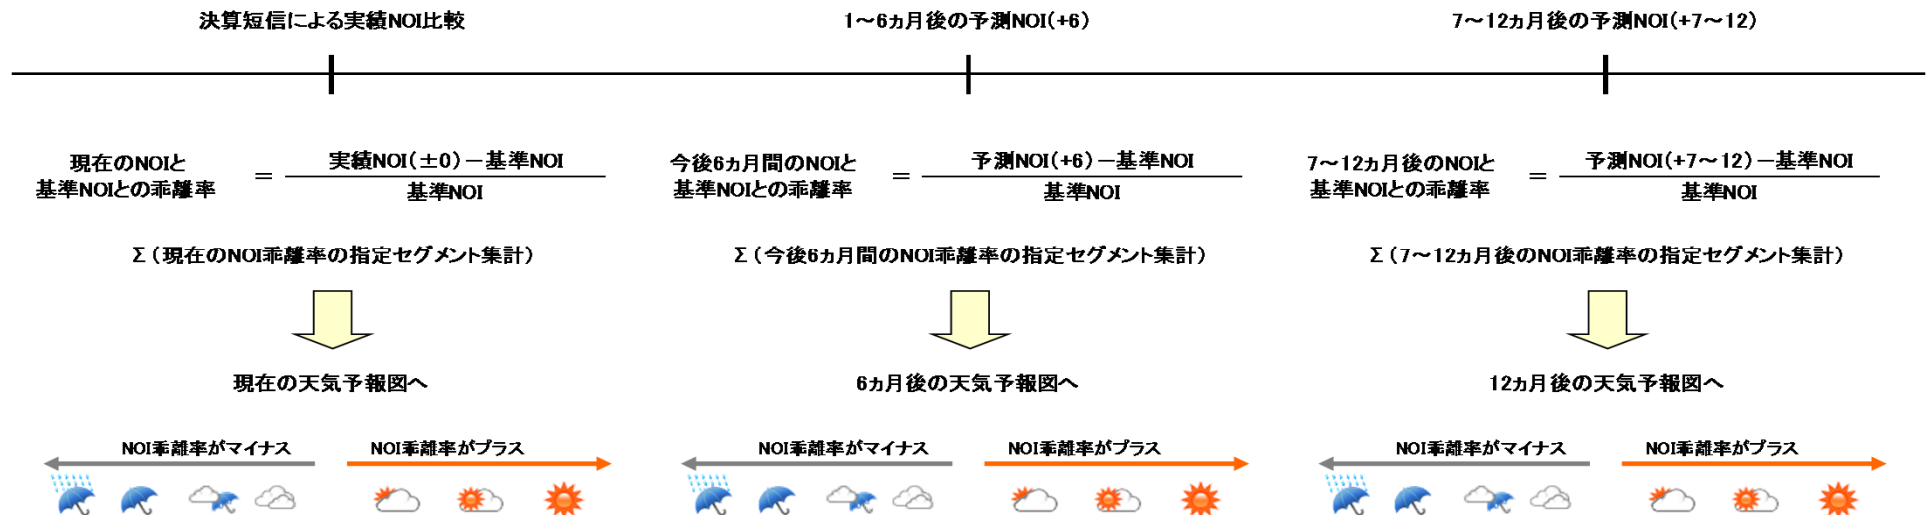 決算短信による実績NOI比較
1～6ヵ月後の予測NOI(+6)
7～12ヵ月後の予測NOI(+7～12)
現在のNOIと
基準NOIとの乖離率
=
実績NOI(±0)－基準NOI
基準NOI
今後6ヵ月間のNOIと
基準NOIとの乖離率
=
予測NOI(+6)－基準NOI
基準NOI
7～12ヵ月後のNOIと
基準NOIとの乖離率
=
予測NOI(+7～12)－基準NOI
基準NOI
Σ(現在のNOI乖離率の指定セグメント集計)
Σ(今後6ヵ月間のNOI乖離率の指定セグメント集計)
Σ(7～12ヵ月後のNOI乖離率の指定セグメント集計)
現在の天気予報図へ
6ヵ月後の天気予報図へ
12ヵ月後の天気予報図へ
NOI乖離率がマイナス
NOI乖離率がプラス
NOI乖離率がマイナス
NOI乖離率がプラス
NOI乖離率がマイナス
NOI乖離率がプラス